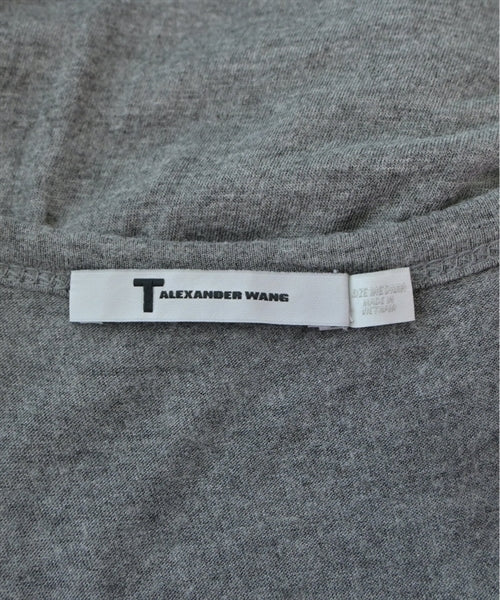 T ALEXANDER WANG
SIZE MEDIUM
MADE IN
VIETNAM